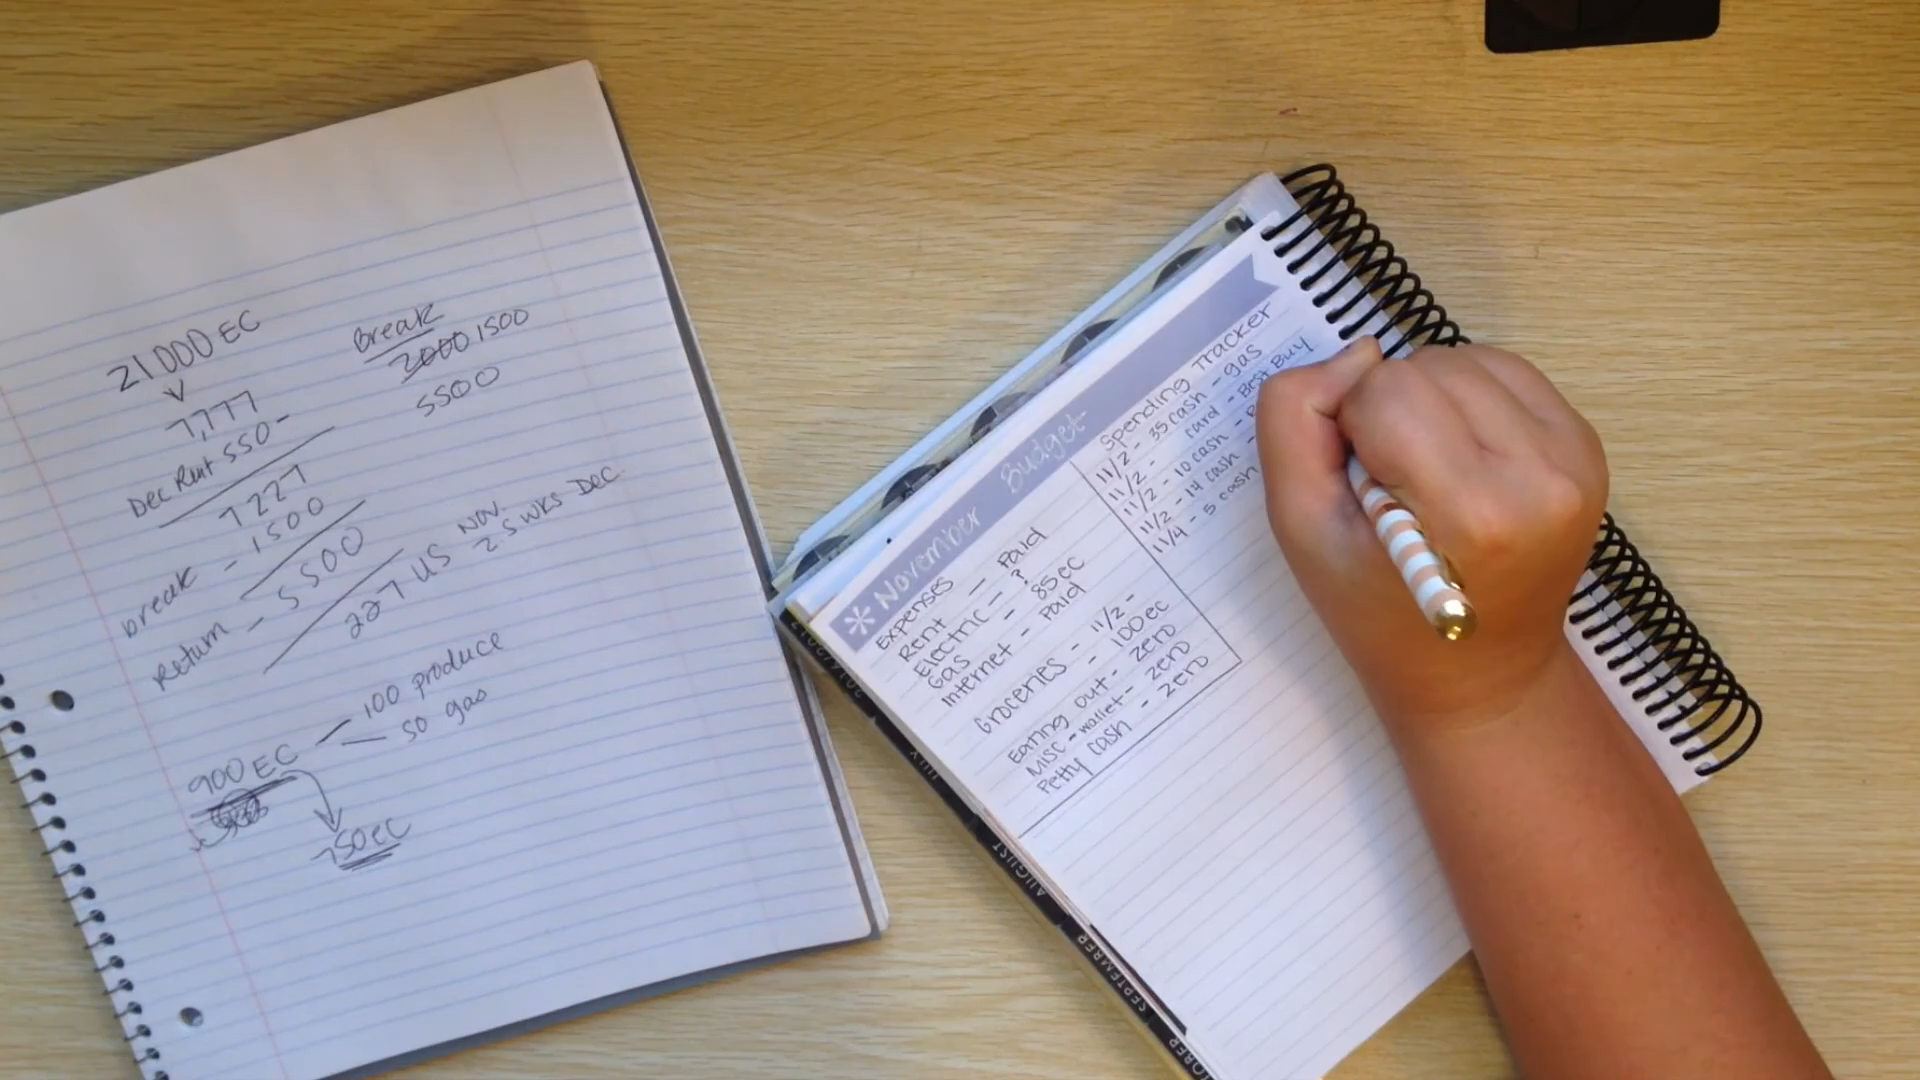 21000 EC
7,777
Dec Rent 550 -
7227
break - 1500
return - 5500
227 US NOV.
2.5 WKS DEC
Break
2000 1500
5500
900 EC
100 produce
50 gas
750 EC
* November Budget
Expenses
Rent - Paid
Electric - ?
Gas - 85 EC
Internet - Paid
Groceries - 11/2 -
- 100 EC
Eating out - zero
Misc - wallet - zero
Petty cash - zero
Spending Tracker
11/2 - 35 cash - gas
11/2 - card - Best Buy
11/2 - 10 cash -
11/2 - 14 cash -
11/4 - 5 cash
JULY
AUGUST
SEPTEMBER